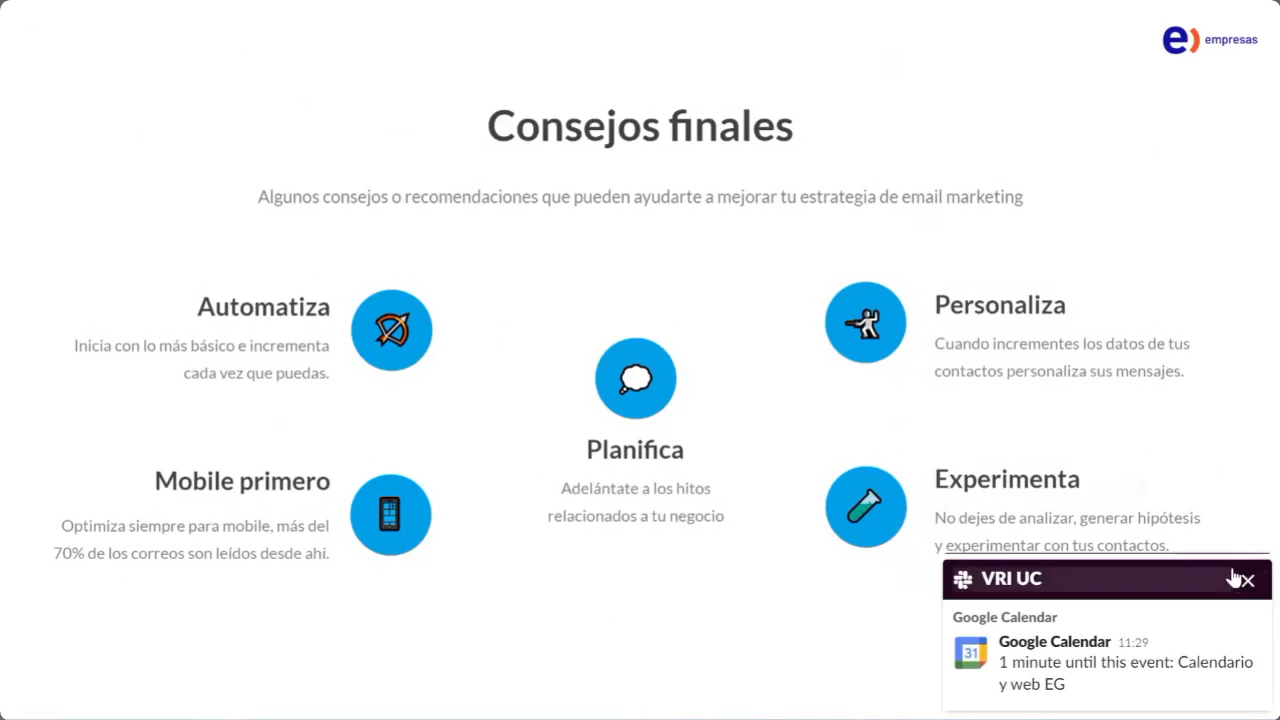 e) empresas
Consejos finales
Algunos consejos o recomendaciones que pueden ayudarte a mejorar tu estrategia de email marketing
Automatiza
Inicia con lo más básico e incrementa
cada vez que puedas.
Mobile primero
Optimiza siempre para mobile, más del
70% de los correos son leídos desde ahí.
Planifica
Adelántate a los hitos
relacionados a tu negocio
Personaliza
Cuando incrementes los datos de tus
contactos personaliza sus mensajes.
Experimenta
No dejes de analizar, generar hipótesis
y experimentar con tus contactos.
VRI UC
Google Calendar
31
Google Calendar 11:29
1 minute until this event: Calendario
y web EG